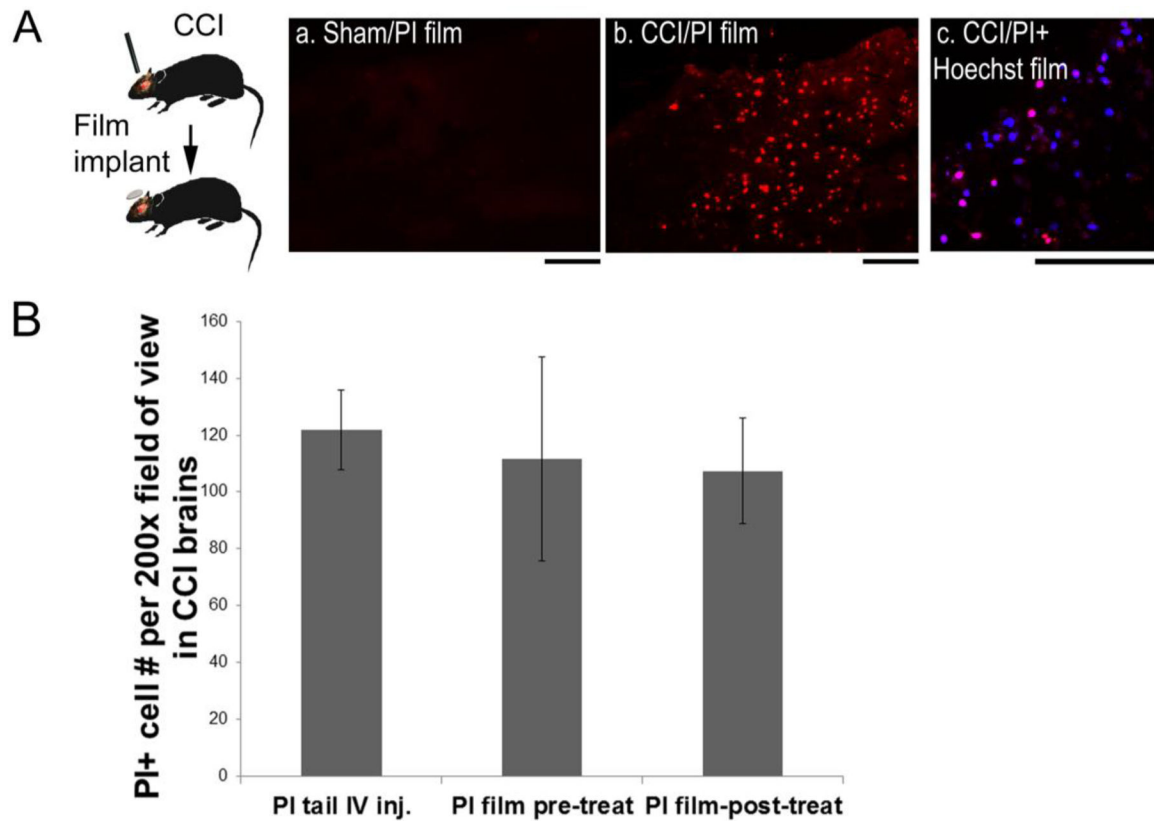 A
CCI
Film
implant
a. Sham/PI film
b. CCI/PI film
c. CCI/PI+
Hoechst film
B
PI+ cell # per 200x field of view
in CCI brains
160
140
120
100
80
60
40
20
0
PI tail IV inj.
PI film pre-treat
PI film-post-treat